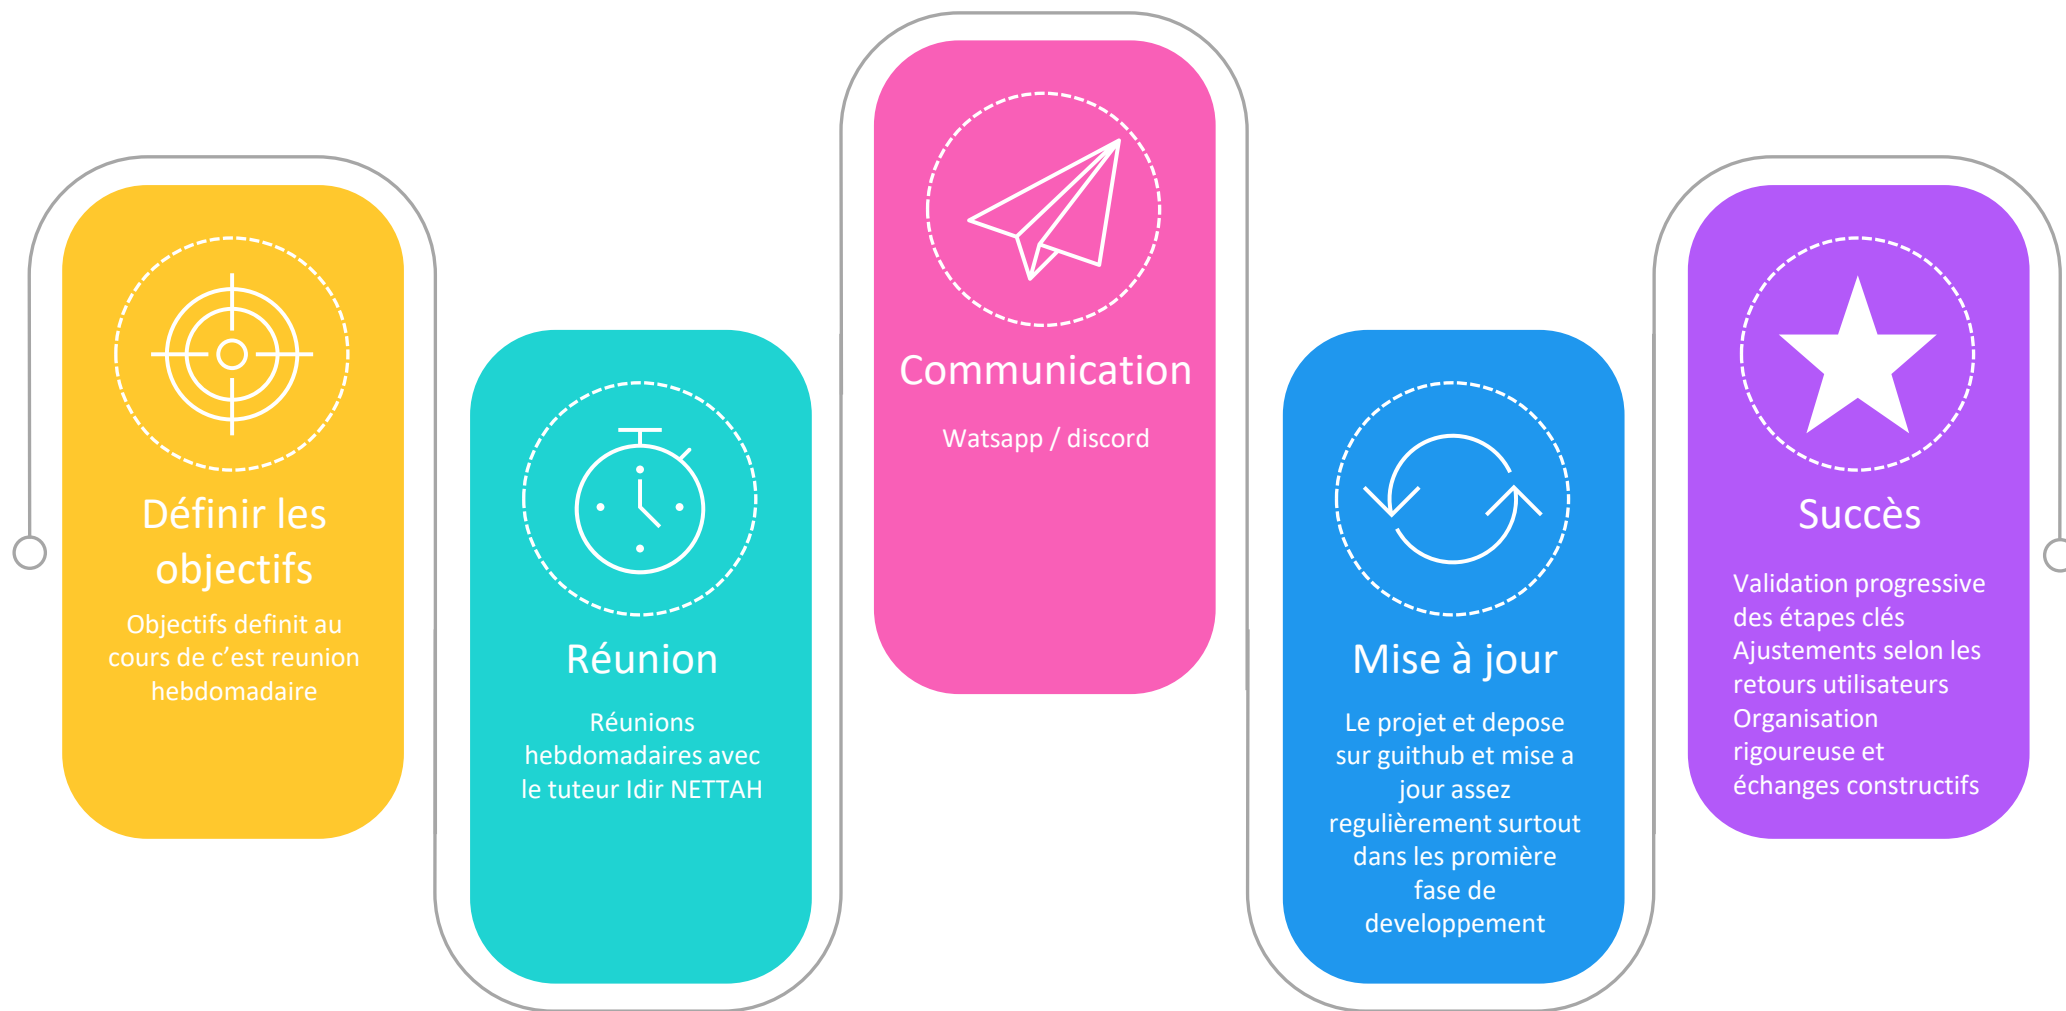 Définir les
objectifs
Objectifs definit au
cours de c’est reunion
hebdomadaire
Réunion
Réunions
hebdomadaires avec
le tuteur Idir NETTAH
Communication
Watsapp / discord
Mise à jour
Le projet et depose
sur guithub et mise a
jour assez
regulièrement surtout
dans les promière
fase de
developpement
Succès
Validation progressive
des étapes clés
Ajustements selon les
retours utilisateurs
Organisation
rigoureuse et
échanges constructifs